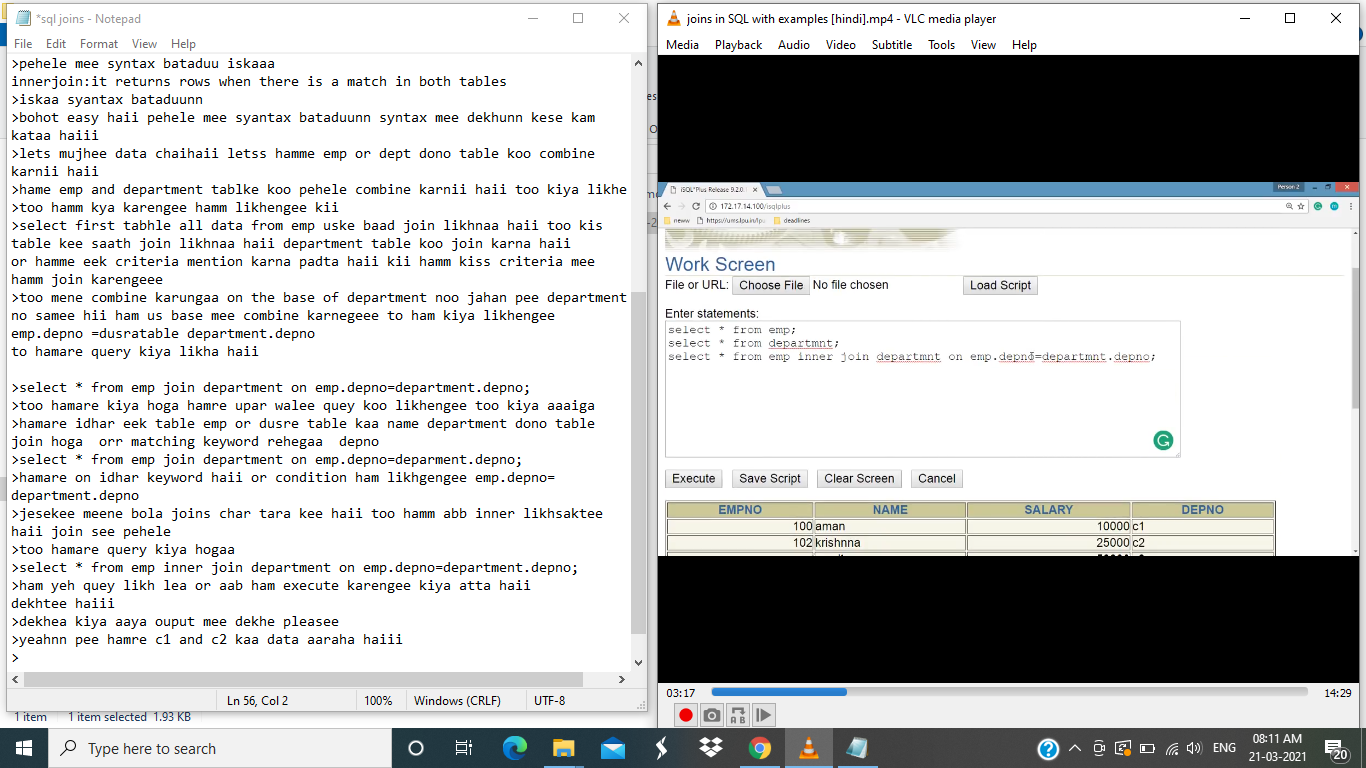 *sql joins - Notepad
File Edit Format View Help
>pehele mee syntax bataduu iskaaa
innerjoin:it returns rows when there is a match in both tables
>iskaa syantax bataduunn
>bohot easy haii pehele mee syantax bataduunn syntax mee dekhunn kese kam
kataa haiii
>lets mujhee data chaihaii letss hamme emp or dept dono table koo combine
karnii haii
>hame emp and department tablke koo pehele combine karnii haii too kiya likhe
>too hamm kya karengee hamm likhengee kii
>select first tabhle all data from emp uske baad join likhnaa haii too kis
table kee saath join likhnaa haii department table koo join karna haii
or hamme eek criteria mention karna padta haii kii hamm kiss criteria mee
hamm join karengeee
>too mene combine karungaa on the base of department noo jahan pee department
no samee hii ham us base mee combine karnegeee to ham kiya likhengee
emp.depno =dusratable department.depno
to hamare query kiya likha haii
>select * from emp join department on emp.depno=department.depno;
>too hamare kiya hoga hamre upar walee quey koo likhengee too kiya aaaiga
>hamare idhar eek table emp or dusre table kaa name department dono table
join hoga  orr matching keyword rehegaa  depno
>select * from emp join department on emp.depno=deparment.depno;
>hamare on idhar keyword haii or condition ham likhgengee emp.depno=
department.depno
>jesekee meene bola joins char tara kee haii too hamm abb inner likhsaktee
haii join see pehele
>too hamare query kiya hogaa
>select * from emp inner join department on emp.depno=department.depno;
>ham yeh quey likh lea or aab ham execute karengee kiya atta haii
dekhtee haiii
>dekhea kiya aaya ouput mee dekhe pleasee
>yeahnn pee hamre c1 and c2 kaa data aaraha haiii
>
Ln 56, Col 2 100% Windows (CRLF) UTF-8
1 item 1 item selected 1.93 KB
joins in SQL with examples [hindi].mp4 - VLC media player
Media Playback Audio Video Subtitle Tools View Help
iSQL*Plus Release 9.2.0. Person 2
172.17.14.100/isqlplus
neww https://ums.lpu.in/lpu deadlines
Work Screen
File or URL: Choose File No file chosen Load Script
Enter statements:
select * from emp;
select * from departmnt;
select * from emp inner join departmnt on emp.depno=departmnt.depno;
Execute Save Script Clear Screen Cancel
EMPNO NAME SALARY DEPNO
100 aman 10000 c1
102 krishnna 25000 c2
03:17 14:29
Type here to search
ENG
08:11 AM
21-03-2021
20